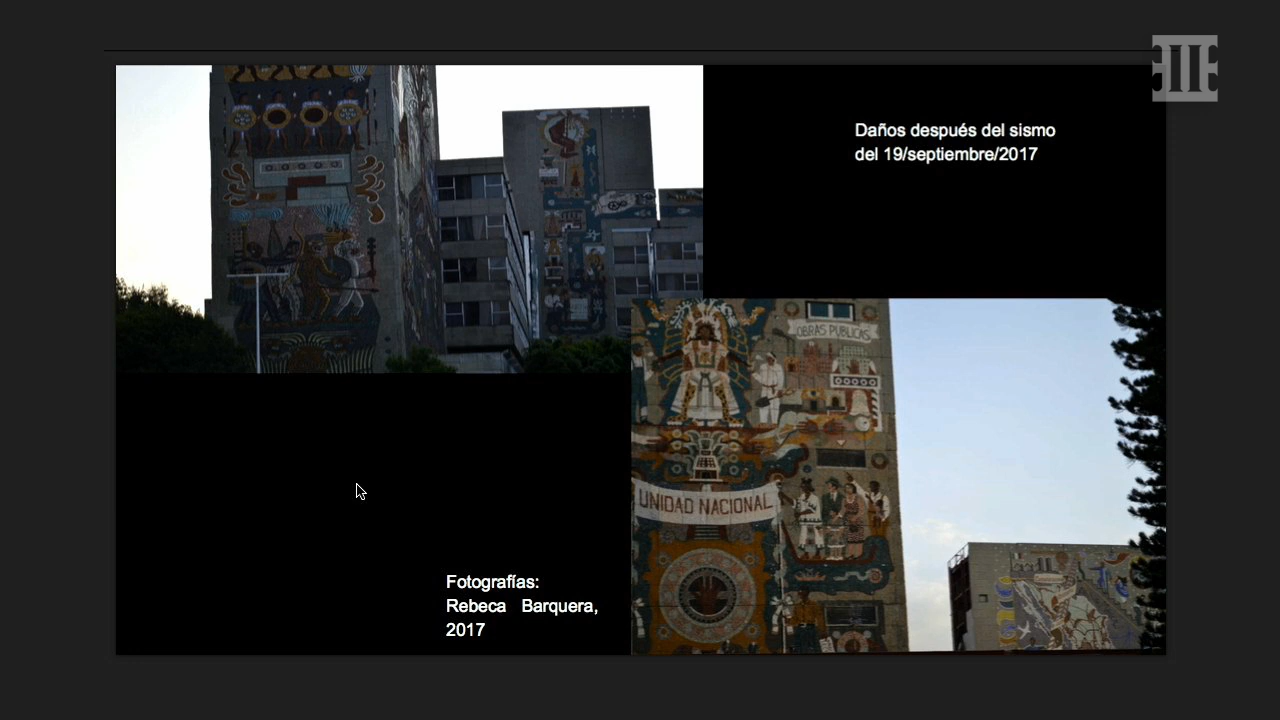 Daños después del sismo
del 19/septiembre/2017
OBRAS PUBLICAS
UNIDAD NACIONAL
Fotografías:
Rebeca Barquera,
2017